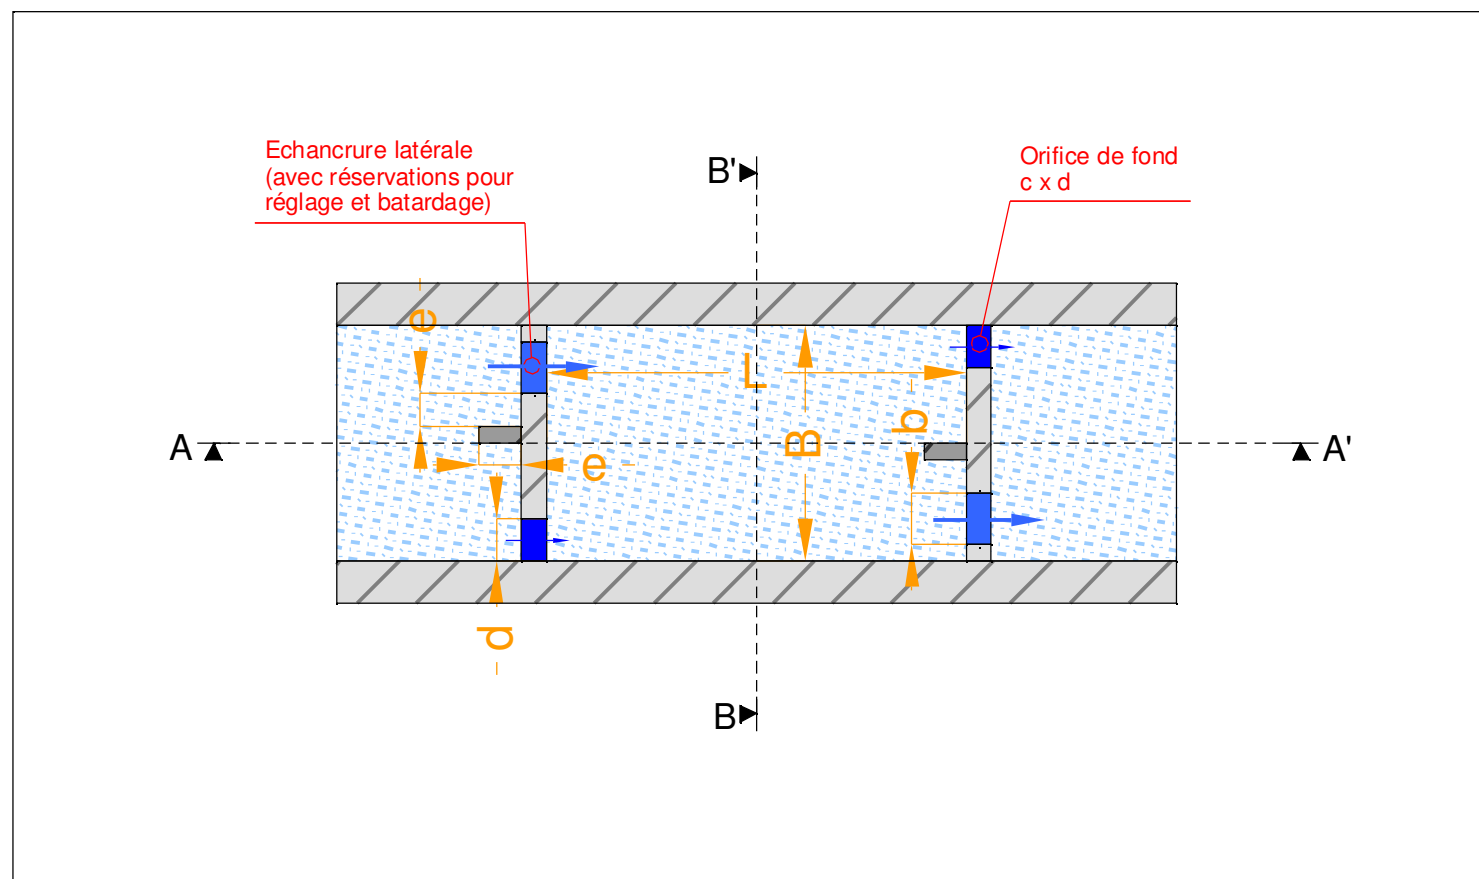 Echancrure latérale
(avec réservations pour
réglage et batardage)
Orifice de fond
c x d
B'
e
L
b
B
A
A'
e
d
B